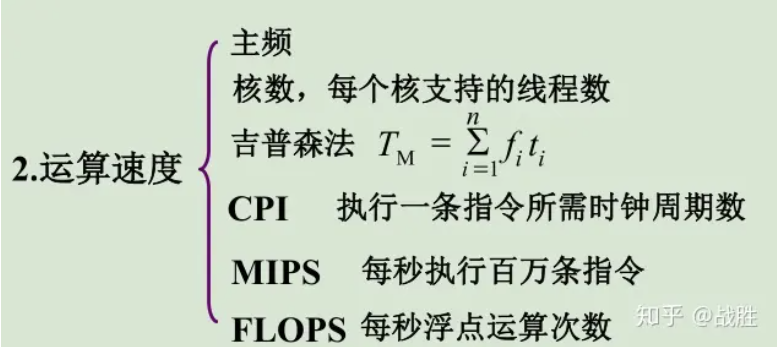 2.运算速度
主频
核数，每个核支持的线程数
吉普森法 T_M = \sum_{i=1}^{n} f_i t_i
CPI 执行一条指令所需时钟周期数
MIPS 每秒执行百万条指令
FLOPS 每秒浮点运算次数
知乎 @战胜